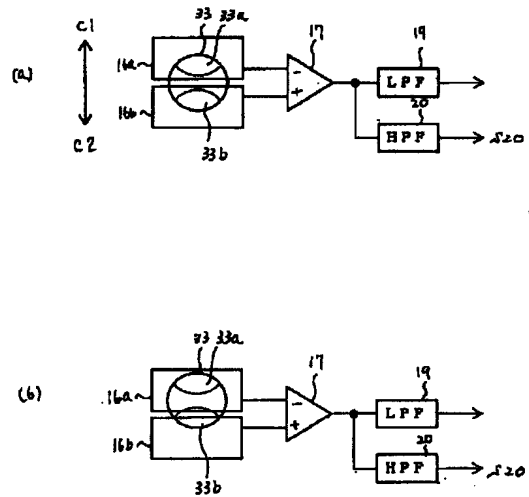 C1
(a)
C2
16a
16b
33
33a
33b
17
-
+
19
LPF
20
HPF
S20
(b)
16a
16b
33
33a
33b
17
-
+
19
LPF
20
HPF
S20